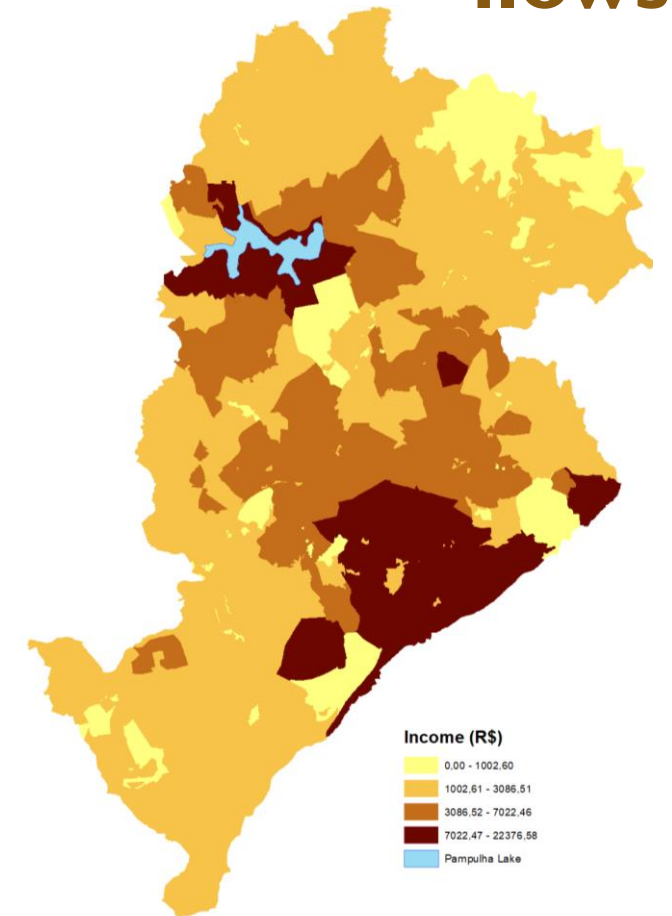 Income (R$)
0,00 - 1002,60
1002,61 - 3086,51
3086,52 - 7022,46
7022,47 - 22376,58
Pampulha Lake